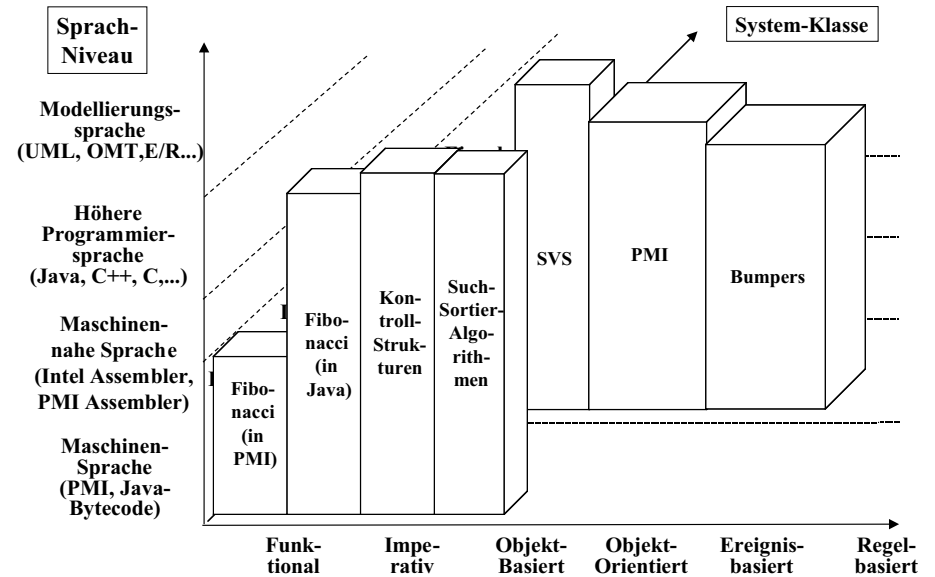 Sprach-
Niveau
System-Klasse
Modellierungs-
sprache
(UML, OMT,E/R...)
Höhere
Programmier-
sprache
(Java, C++, C,...)
Maschinen-
nahe Sprache
(Intel Assembler,
PMI Assembler)
Maschinen-
Sprache
(PMI, Java-
Bytecode)
Fibo-
nacci
(in
PMI)
Fibo-
nacci
(in
Java)
Kon-
troll-
Struk-
turen
Such-
Sortier-
Algo-
rith-
men
SVS
PMI
Bumpers
Funk-
tional
Impe-
rativ
Objekt-
Basiert
Objekt-
Orientiert
Ereignis-
basiert
Regel-
basiert